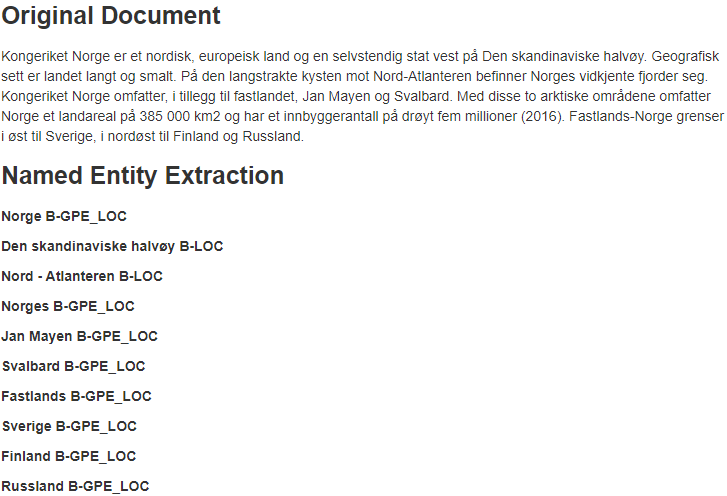 Original Document
Kongeriket Norge er et nordisk, europeisk land og en selvstendig stat vest på Den skandinaviske halvøy. Geografisk
sett er landet langt og smalt. På den langstrakte kysten mot Nord-Atlanteren befinner Norges vidkjente fjorder seg.
Kongeriket Norge omfatter, i tillegg til fastlandet, Jan Mayen og Svalbard. Med disse to arktiske områdene omfatter
Norge et landareal på 385 000 km2 og har et innbyggerantall på drøyt fem millioner (2016). Fastlands-Norge grenser
i øst til Sverige, i nordøst til Finland og Russland.
Named Entity Extraction
Norge B-GPE_LOC
Den skandinaviske halvøy B-LOC
Nord - Atlanteren B-LOC
Norges B-GPE_LOC
Jan Mayen B-GPE_LOC
Svalbard B-GPE_LOC
Fastlands B-GPE_LOC
Sverige B-GPE_LOC
Finland B-GPE_LOC
Russland B-GPE_LOC